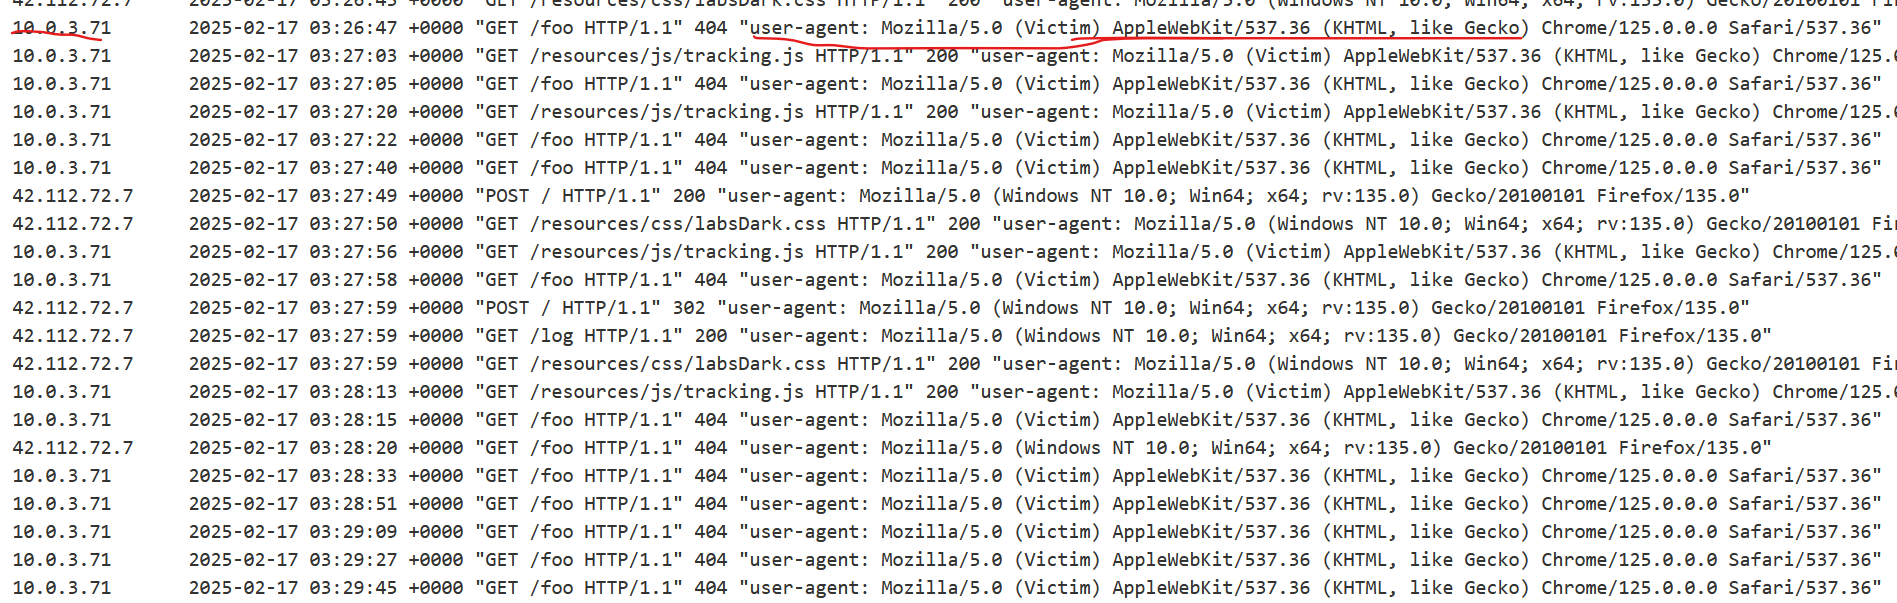 42.112.72.7 2025-02-17 03:26:45 +0000 "GET /resources/css/labsDark.css HTTP/1.1" 200 "user-agent: Mozilla/5.0 (Windows NT 10.0; Win64; x64; rv:135.0) Gecko/20100101
10.0.3.71 2025-02-17 03:26:47 +0000 "GET /foo HTTP/1.1" 404 "user-agent: Mozilla/5.0 (Victim) AppleWebKit/537.36 (KHTML, like Gecko) Chrome/125.0.0.0 Safari/537.36"
10.0.3.71 2025-02-17 03:27:03 +0000 "GET /resources/js/tracking.js HTTP/1.1" 200 "user-agent: Mozilla/5.0 (Victim) AppleWebKit/537.36 (KHTML, like Gecko) Chrome/125.
10.0.3.71 2025-02-17 03:27:05 +0000 "GET /foo HTTP/1.1" 404 "user-agent: Mozilla/5.0 (Victim) AppleWebKit/537.36 (KHTML, like Gecko) Chrome/125.0.0.0 Safari/537.36"
10.0.3.71 2025-02-17 03:27:20 +0000 "GET /resources/js/tracking.js HTTP/1.1" 200 "user-agent: Mozilla/5.0 (Victim) AppleWebKit/537.36 (KHTML, like Gecko) Chrome/125.
10.0.3.71 2025-02-17 03:27:22 +0000 "GET /foo HTTP/1.1" 404 "user-agent: Mozilla/5.0 (Victim) AppleWebKit/537.36 (KHTML, like Gecko) Chrome/125.0.0.0 Safari/537.36"
10.0.3.71 2025-02-17 03:27:40 +0000 "GET /foo HTTP/1.1" 404 "user-agent: Mozilla/5.0 (Victim) AppleWebKit/537.36 (KHTML, like Gecko) Chrome/125.0.0.0 Safari/537.36"
42.112.72.7 2025-02-17 03:27:49 +0000 "POST / HTTP/1.1" 200 "user-agent: Mozilla/5.0 (Windows NT 10.0; Win64; x64; rv:135.0) Gecko/20100101 Firefox/135.0"
42.112.72.7 2025-02-17 03:27:50 +0000 "GET /resources/css/labsDark.css HTTP/1.1" 200 "user-agent: Mozilla/5.0 (Windows NT 10.0; Win64; x64; rv:135.0) Gecko/20100101 Fi
10.0.3.71 2025-02-17 03:27:56 +0000 "GET /resources/js/tracking.js HTTP/1.1" 200 "user-agent: Mozilla/5.0 (Victim) AppleWebKit/537.36 (KHTML, like Gecko) Chrome/125.
10.0.3.71 2025-02-17 03:27:58 +0000 "GET /foo HTTP/1.1" 404 "user-agent: Mozilla/5.0 (Victim) AppleWebKit/537.36 (KHTML, like Gecko) Chrome/125.0.0.0 Safari/537.36"
42.112.72.7 2025-02-17 03:27:59 +0000 "POST / HTTP/1.1" 302 "user-agent: Mozilla/5.0 (Windows NT 10.0; Win64; x64; rv:135.0) Gecko/20100101 Firefox/135.0"
42.112.72.7 2025-02-17 03:27:59 +0000 "GET /log HTTP/1.1" 200 "user-agent: Mozilla/5.0 (Windows NT 10.0; Win64; x64; rv:135.0) Gecko/20100101 Firefox/135.0"
42.112.72.7 2025-02-17 03:27:59 +0000 "GET /resources/css/labsDark.css HTTP/1.1" 200 "user-agent: Mozilla/5.0 (Windows NT 10.0; Win64; x64; rv:135.0) Gecko/20100101 Fi
10.0.3.71 2025-02-17 03:28:13 +0000 "GET /resources/js/tracking.js HTTP/1.1" 200 "user-agent: Mozilla/5.0 (Victim) AppleWebKit/537.36 (KHTML, like Gecko) Chrome/125.
10.0.3.71 2025-02-17 03:28:15 +0000 "GET /foo HTTP/1.1" 404 "user-agent: Mozilla/5.0 (Victim) AppleWebKit/537.36 (KHTML, like Gecko) Chrome/125.0.0.0 Safari/537.36"
42.112.72.7 2025-02-17 03:28:20 +0000 "GET /foo HTTP/1.1" 404 "user-agent: Mozilla/5.0 (Windows NT 10.0; Win64; x64; rv:135.0) Gecko/20100101 Firefox/135.0"
10.0.3.71 2025-02-17 03:28:33 +0000 "GET /foo HTTP/1.1" 404 "user-agent: Mozilla/5.0 (Victim) AppleWebKit/537.36 (KHTML, like Gecko) Chrome/125.0.0.0 Safari/537.36"
10.0.3.71 2025-02-17 03:28:51 +0000 "GET /foo HTTP/1.1" 404 "user-agent: Mozilla/5.0 (Victim) AppleWebKit/537.36 (KHTML, like Gecko) Chrome/125.0.0.0 Safari/537.36"
10.0.3.71 2025-02-17 03:29:09 +0000 "GET /foo HTTP/1.1" 404 "user-agent: Mozilla/5.0 (Victim) AppleWebKit/537.36 (KHTML, like Gecko) Chrome/125.0.0.0 Safari/537.36"
10.0.3.71 2025-02-17 03:29:27 +0000 "GET /foo HTTP/1.1" 404 "user-agent: Mozilla/5.0 (Victim) AppleWebKit/537.36 (KHTML, like Gecko) Chrome/125.0.0.0 Safari/537.36"
10.0.3.71 2025-02-17 03:29:45 +0000 "GET /foo HTTP/1.1" 404 "user-agent: Mozilla/5.0 (Victim) AppleWebKit/537.36 (KHTML, like Gecko) Chrome/125.0.0.0 Safari/537.36"